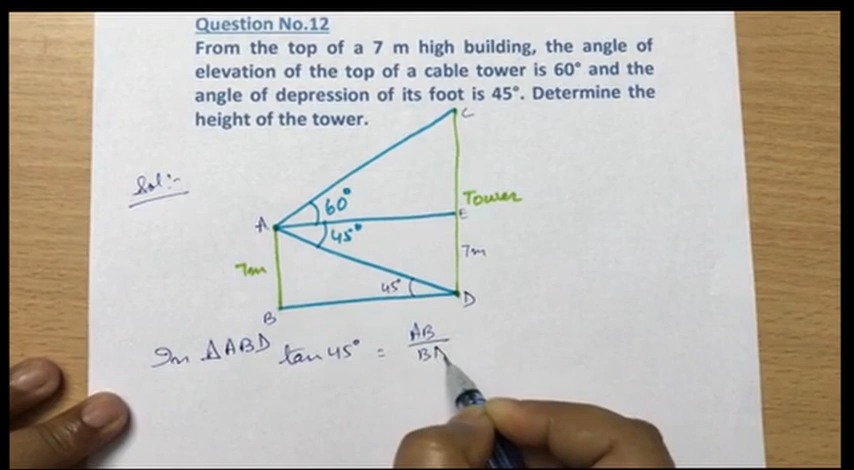 Question No.12
From the top of a 7 m high building, the angle of
elevation of the top of a cable tower is 60° and the
angle of depression of its foot is 45°. Determine the
height of the tower.
C
Sol:-
60°
Tower
A
E
45°
7m
7m
45°
D
B
In ΔABD tan 45° = AB
BD